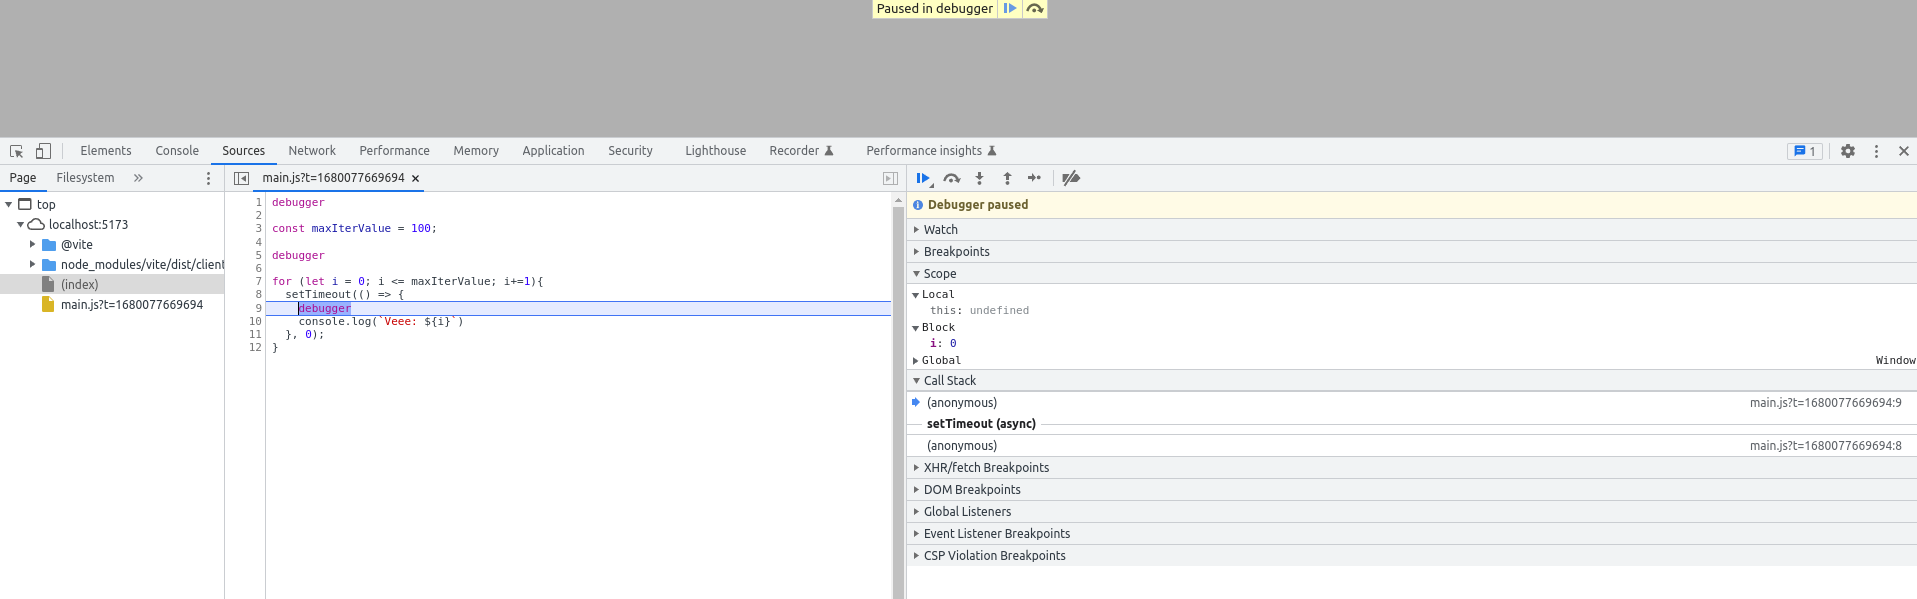 Paused in debugger
Elements Console Sources Network Performance Memory Application Security Lighthouse Recorder Performance insights 1
Page Filesystem
main.js?t=1680077669694
top
localhost:5173
@vite
node_modules/vite/dist/client
(index)
main.js?t=1680077669694
1 debugger
2
3 const maxIterValue = 100;
4
5 debugger
6
7 for (let i = 0; i <= maxIterValue; i+=1){
8 setTimeout(() => {
9 debugger
10 console.log(`Veee: ${i}`)
11 }, 0);
12 }
Debugger paused
Watch
Breakpoints
Scope
Local
this: undefined
Block
i: 0
Global Window
Call Stack
(anonymous) main.js?t=1680077669694:9
setTimeout (async)
(anonymous) main.js?t=1680077669694:8
XHR/fetch Breakpoints
DOM Breakpoints
Global Listeners
Event Listener Breakpoints
CSP Violation Breakpoints